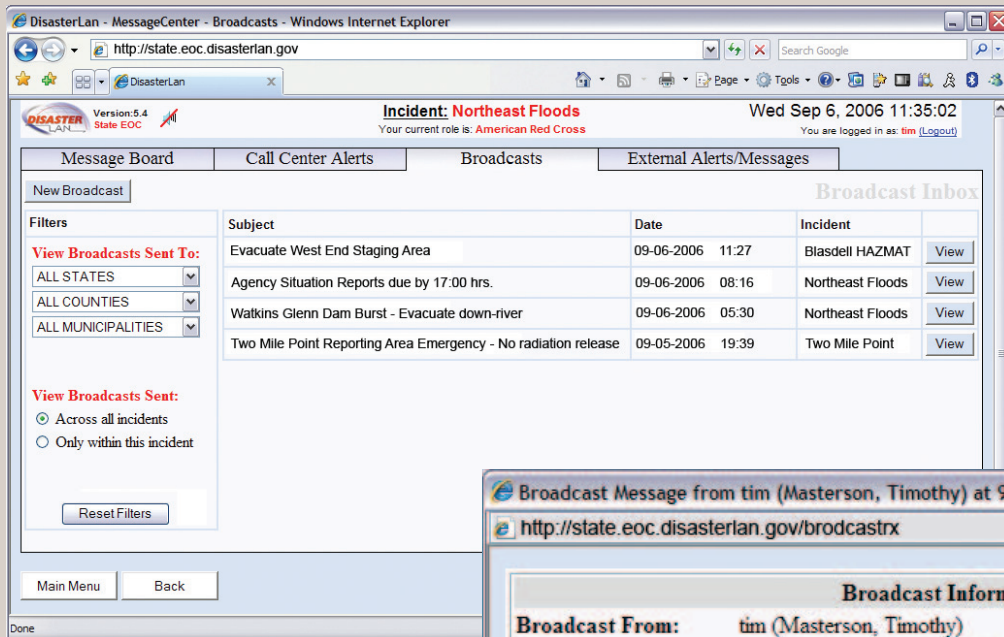 DisasterLan - MessageCenter - Broadcasts - Windows Internet Explorer
http://state.eoc.disasterlan.gov Search Google
DisasterLan x Page Tools
DISASTER LAN Version:5.4 State EOC
Incident: Northeast Floods
Your current role is: American Red Cross
Wed Sep 6, 2006 11:35:02
You are logged in as: tim (Logout)
Message Board Call Center Alerts Broadcasts External Alerts/Messages
New Broadcast Broadcast Inbox
Filters
View Broadcasts Sent To:
ALL STATES
ALL COUNTIES
ALL MUNICIPALITIES
View Broadcasts Sent:
Across all incidents
Only within this incident
Reset Filters
Subject Date Incident
Evacuate West End Staging Area 09-06-2006 11:27 Blasdell HAZMAT View
Agency Situation Reports due by 17:00 hrs. 09-06-2006 08:16 Northeast Floods View
Watkins Glenn Dam Burst - Evacuate down-river 09-06-2006 05:30 Northeast Floods View
Two Mile Point Reporting Area Emergency - No radiation release 09-05-2006 19:39 Two Mile Point View
Main Menu Back
Done
Broadcast Message from tim (Masterson, Timothy) at 9
http://state.eoc.disasterlan.gov/brodcastrx
Broadcast Inform
Broadcast From: tim (Masterson, Timothy)